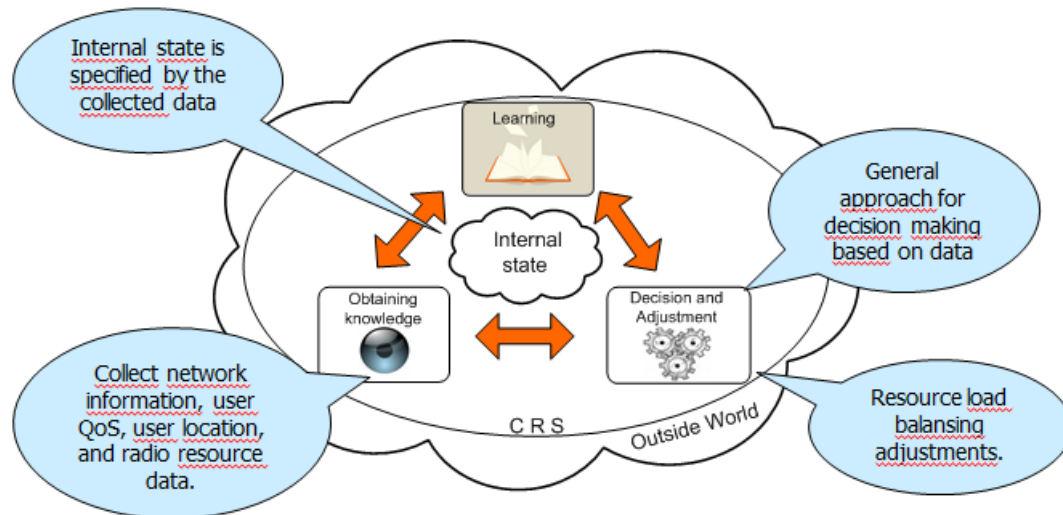 Internal state is
specified by the
collected data
Learning
General
approach for
decision making
based on data
Internal
state
Obtaining
knowledge
Decision and
Adjustment
Collect network
information, user
QoS, user location,
and radio resource
data.
C R S
Outside World
Resource load
balansing
adjustments.